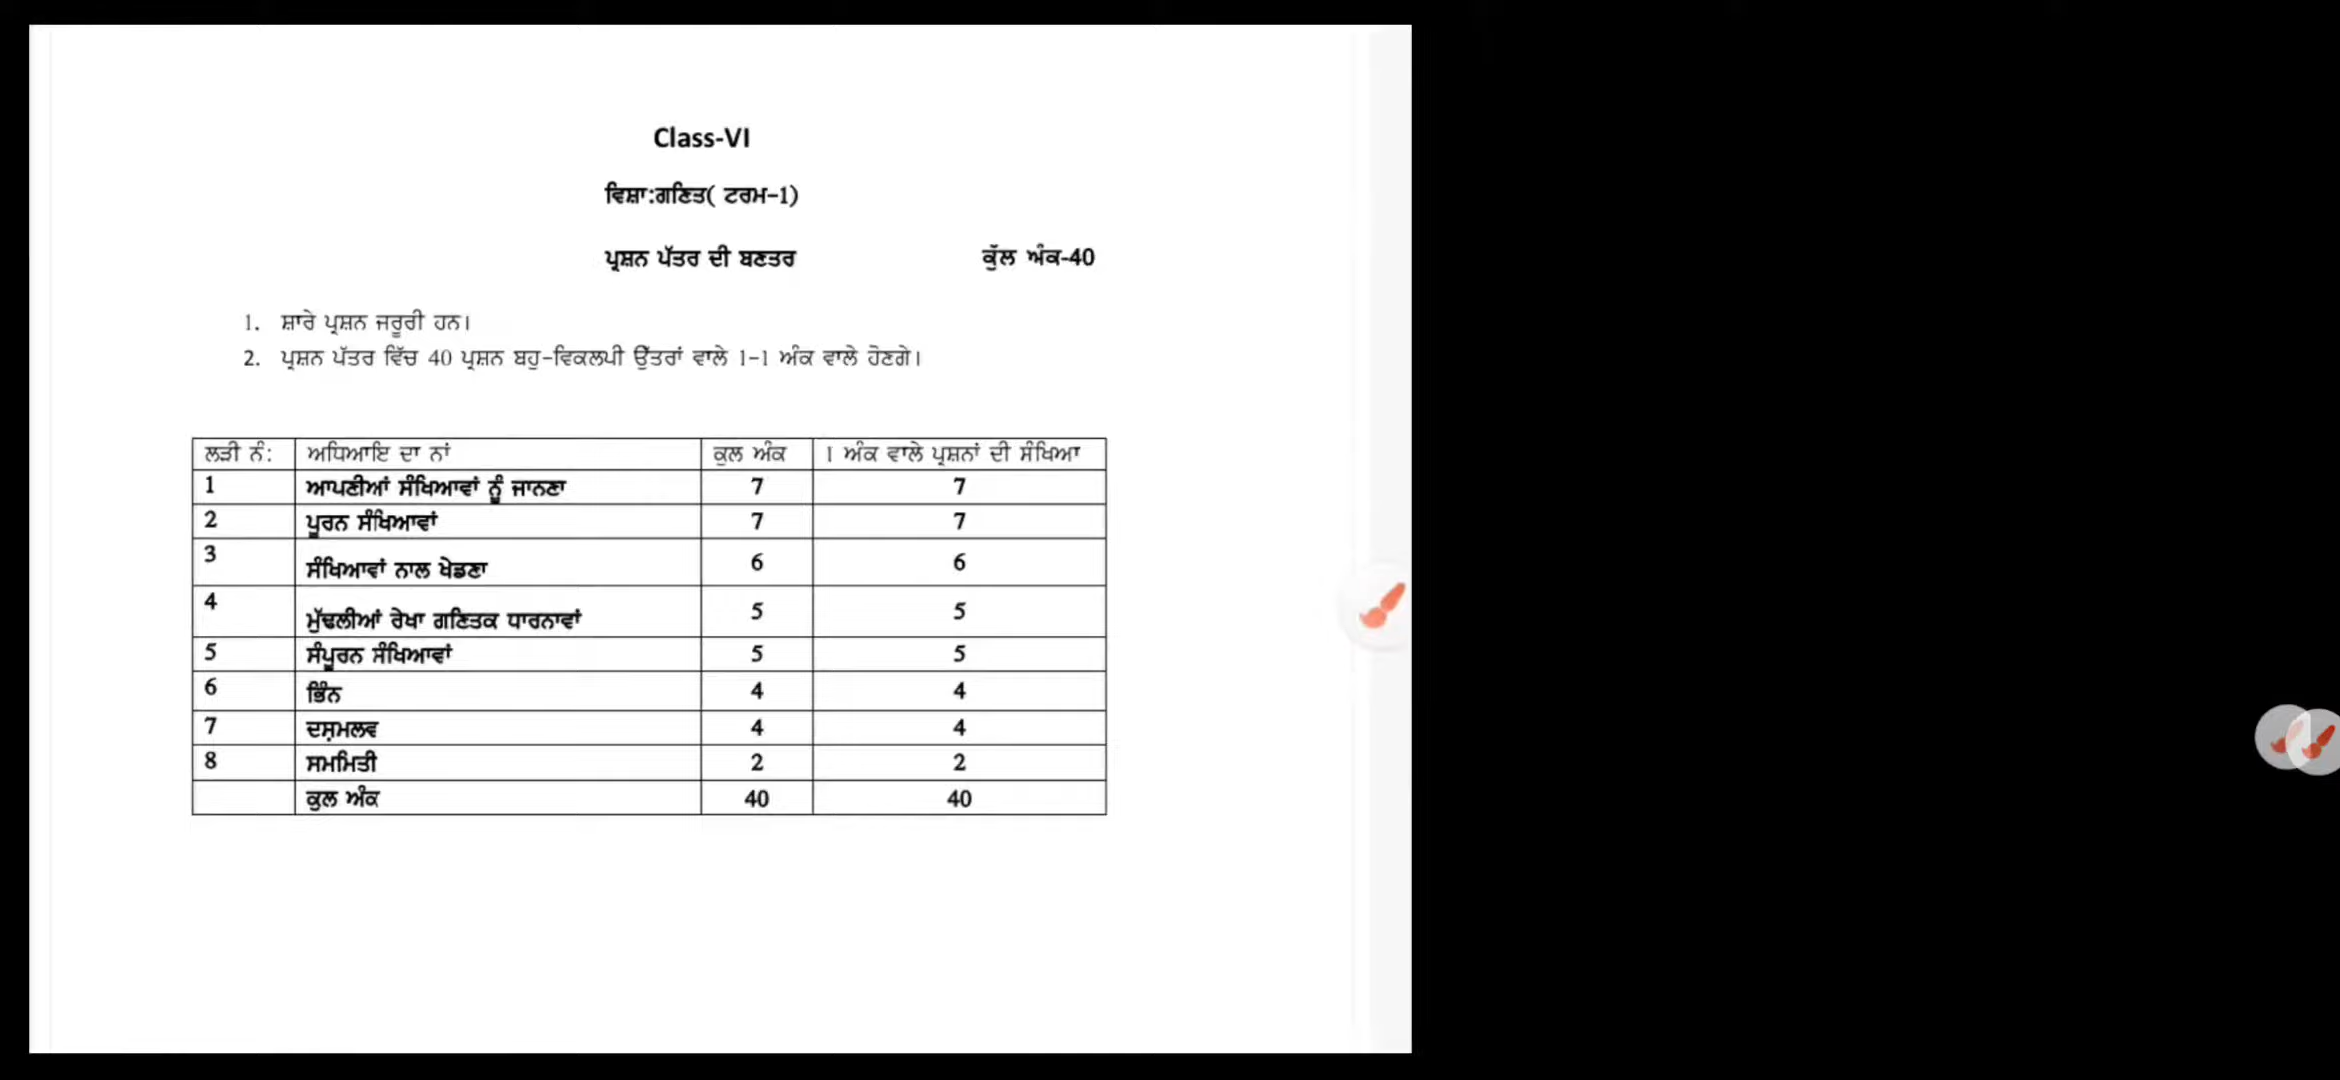 Class-VI
ਵਿਸ਼ਾ:ਗਣਿਤ( ਟਰਮ-1)
ਪ੍ਰਸ਼ਨ ਪੱਤਰ ਦੀ ਬਣਤਰ ਕੁੱਲ ਅੰਕ-40
1. ਸ਼ਾਰੇ ਪ੍ਰਸ਼ਨ ਜਰੂਰੀ ਹਨ।
2. ਪ੍ਰਸ਼ਨ ਪੱਤਰ ਵਿੱਚ 40 ਪ੍ਰਸ਼ਨ ਬਹੁ-ਵਿਕਲਪੀ ਉੱਤਰਾਂ ਵਾਲੇ 1-1 ਅੰਕ ਵਾਲੇ ਹੋਣਗੇ।
ਲੜੀ ਨੰ: ਅਧਿਆਇ ਦਾ ਨਾਂ ਕੁਲ ਅੰਕ 1 ਅੰਕ ਵਾਲੇ ਪ੍ਰਸ਼ਨਾਂ ਦੀ ਸੰਖਿਆ
1 ਆਪਣੀਆਂ ਸੰਖਿਆਵਾਂ ਨੂੰ ਜਾਨਣਾ 7 7
2 ਪੂਰਨ ਸੰਖਿਆਵਾਂ 7 7
3 ਸੰਖਿਆਵਾਂ ਨਾਲ ਖੇਡਣਾ 6 6
4 ਮੁੱਢਲੀਆਂ ਰੇਖਾ ਗਣਿਤਕ ਧਾਰਨਾਵਾਂ 5 5
5 ਸੰਪੂਰਨ ਸੰਖਿਆਵਾਂ 5 5
6 ਭਿੰਨ 4 4
7 ਦਸ਼ਮਲਵ 4 4
8 ਸਮਮਿਤੀ 2 2
ਕੁਲ ਅੰਕ 40 40